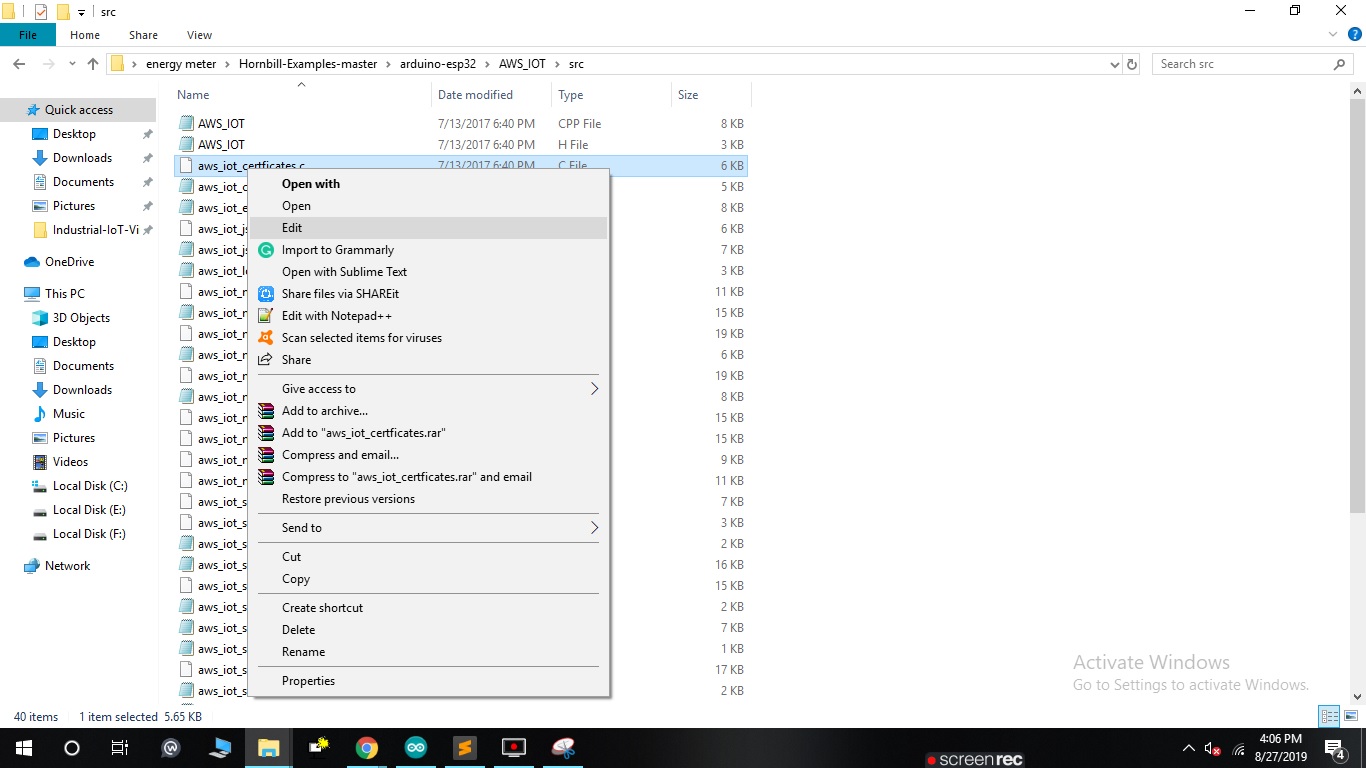 src
File Home Share View
energy meter > Hornbill-Examples-master > arduino-esp32 > AWS_IOT > src
Search src
Name Date modified Type Size
Quick access
Desktop
Downloads
Documents
Pictures
Industrial-IoT-Vi
OneDrive
This PC
3D Objects
Desktop
Documents
Downloads
Music
Pictures
Videos
Local Disk (C:)
Local Disk (E:)
Local Disk (F:)
Network
AWS_IOT 7/13/2017 6:40 PM CPP File 8 KB
AWS_IOT 7/13/2017 6:40 PM H File 3 KB
aws_iot_certficates.c 7/13/2017 6:40 PM C File 6 KB
aws_iot_c 5 KB
aws_iot_e 8 KB
aws_iot_js 6 KB
aws_iot_js 7 KB
aws_iot_lo 3 KB
aws_iot_m 11 KB
aws_iot_m 15 KB
aws_iot_m 19 KB
aws_iot_m 6 KB
aws_iot_m 19 KB
aws_iot_m 8 KB
aws_iot_m 15 KB
aws_iot_m 15 KB
aws_iot_m 9 KB
aws_iot_m 11 KB
aws_iot_s 7 KB
aws_iot_s 3 KB
aws_iot_s 2 KB
aws_iot_s 16 KB
aws_iot_s 15 KB
aws_iot_s 2 KB
aws_iot_s 7 KB
aws_iot_s 1 KB
aws_iot_s 17 KB
aws_iot_s 2 KB
Open with
Open
Edit
Import to Grammarly
Open with Sublime Text
Share files via SHAREit
Edit with Notepad++
Scan selected items for viruses
Share
Give access to
Add to archive...
Add to "aws_iot_certficates.rar"
Compress and email...
Compress to "aws_iot_certficates.rar" and email
Restore previous versions
Send to
Cut
Copy
Create shortcut
Delete
Rename
Properties
Activate Windows
Go to Settings to activate Windows.
40 items 1 item selected 5.65 KB
screenrec
4:06 PM
8/27/2019
4